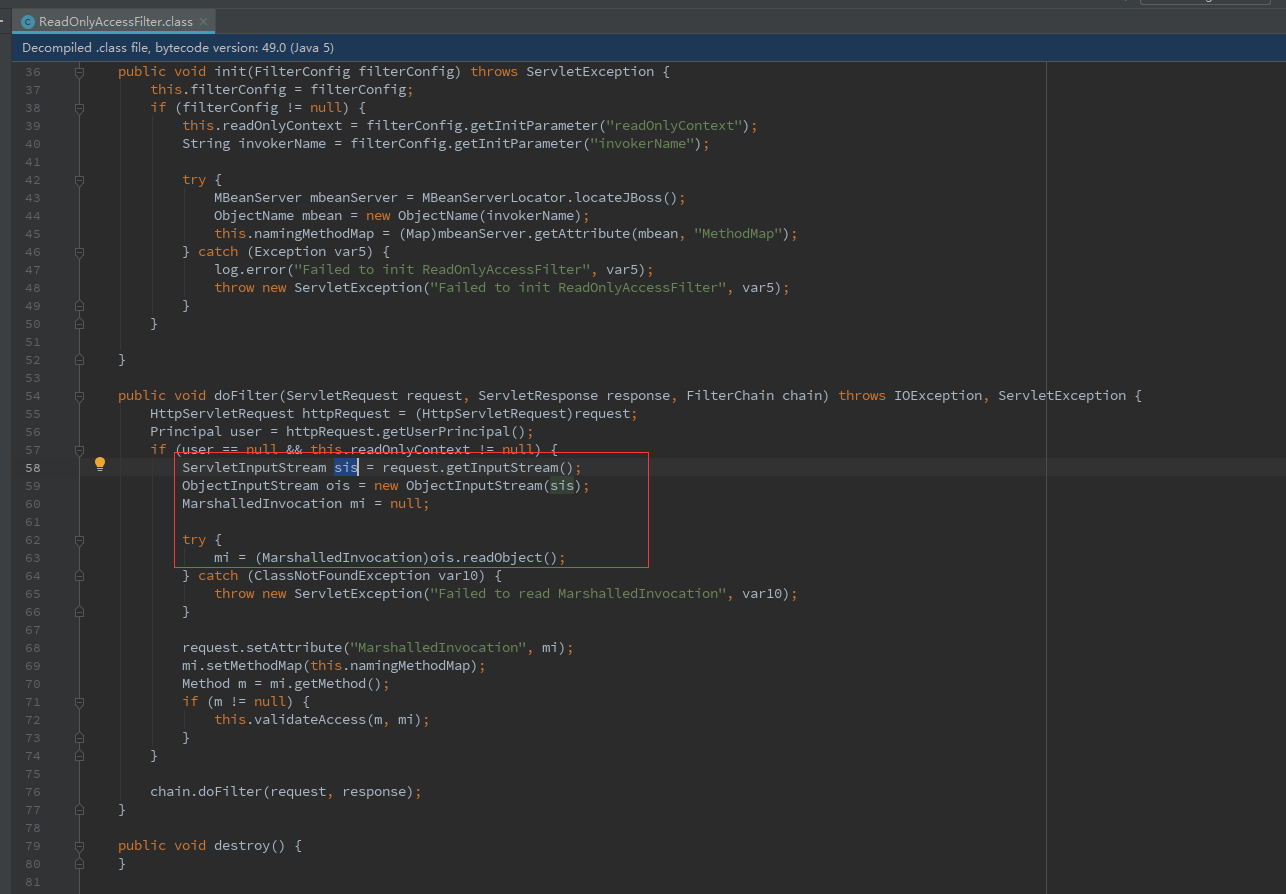 ReadOnlyAccessFilter.class
Decompiled .class file, bytecode version: 49.0 (Java 5)
36 public void init(FilterConfig filterConfig) throws ServletException {
37 this.filterConfig = filterConfig;
38 if (filterConfig != null) {
39 this.readOnlyContext = filterConfig.getInitParameter("readOnlyContext");
40 String invokerName = filterConfig.getInitParameter("invokerName");
41
42 try {
43 MBeanServer mbeanServer = MBeanServerLocator.locateJBoss();
44 ObjectName mbean = new ObjectName(invokerName);
45 this.namingMethodMap = (Map)mbeanServer.getAttribute(mbean, "MethodMap");
46 } catch (Exception var5) {
47 log.error("Failed to init ReadOnlyAccessFilter", var5);
48 throw new ServletException("Failed to init ReadOnlyAccessFilter", var5);
49 }
50 }
51
52 }
53
54 public void doFilter(ServletRequest request, ServletResponse response, FilterChain chain) throws IOException, ServletException {
55 HttpServletRequest httpRequest = (HttpServletRequest)request;
56 Principal user = httpRequest.getUserPrincipal();
57 if (user == null && this.readOnlyContext != null) {
58 ServletInputStream sis = request.getInputStream();
59 ObjectInputStream ois = new ObjectInputStream(sis);
60 MarshalledInvocation mi = null;
61
62 try {
63 mi = (MarshalledInvocation)ois.readObject();
64 } catch (ClassNotFoundException var10) {
65 throw new ServletException("Failed to read MarshalledInvocation", var10);
66 }
67
68 request.setAttribute("MarshalledInvocation", mi);
69 mi.setMethodMap(this.namingMethodMap);
70 Method m = mi.getMethod();
71 if (m != null) {
72 this.validateAccess(m, mi);
73 }
74 }
75
76 chain.doFilter(request, response);
77 }
78
79 public void destroy() {
80 }
81